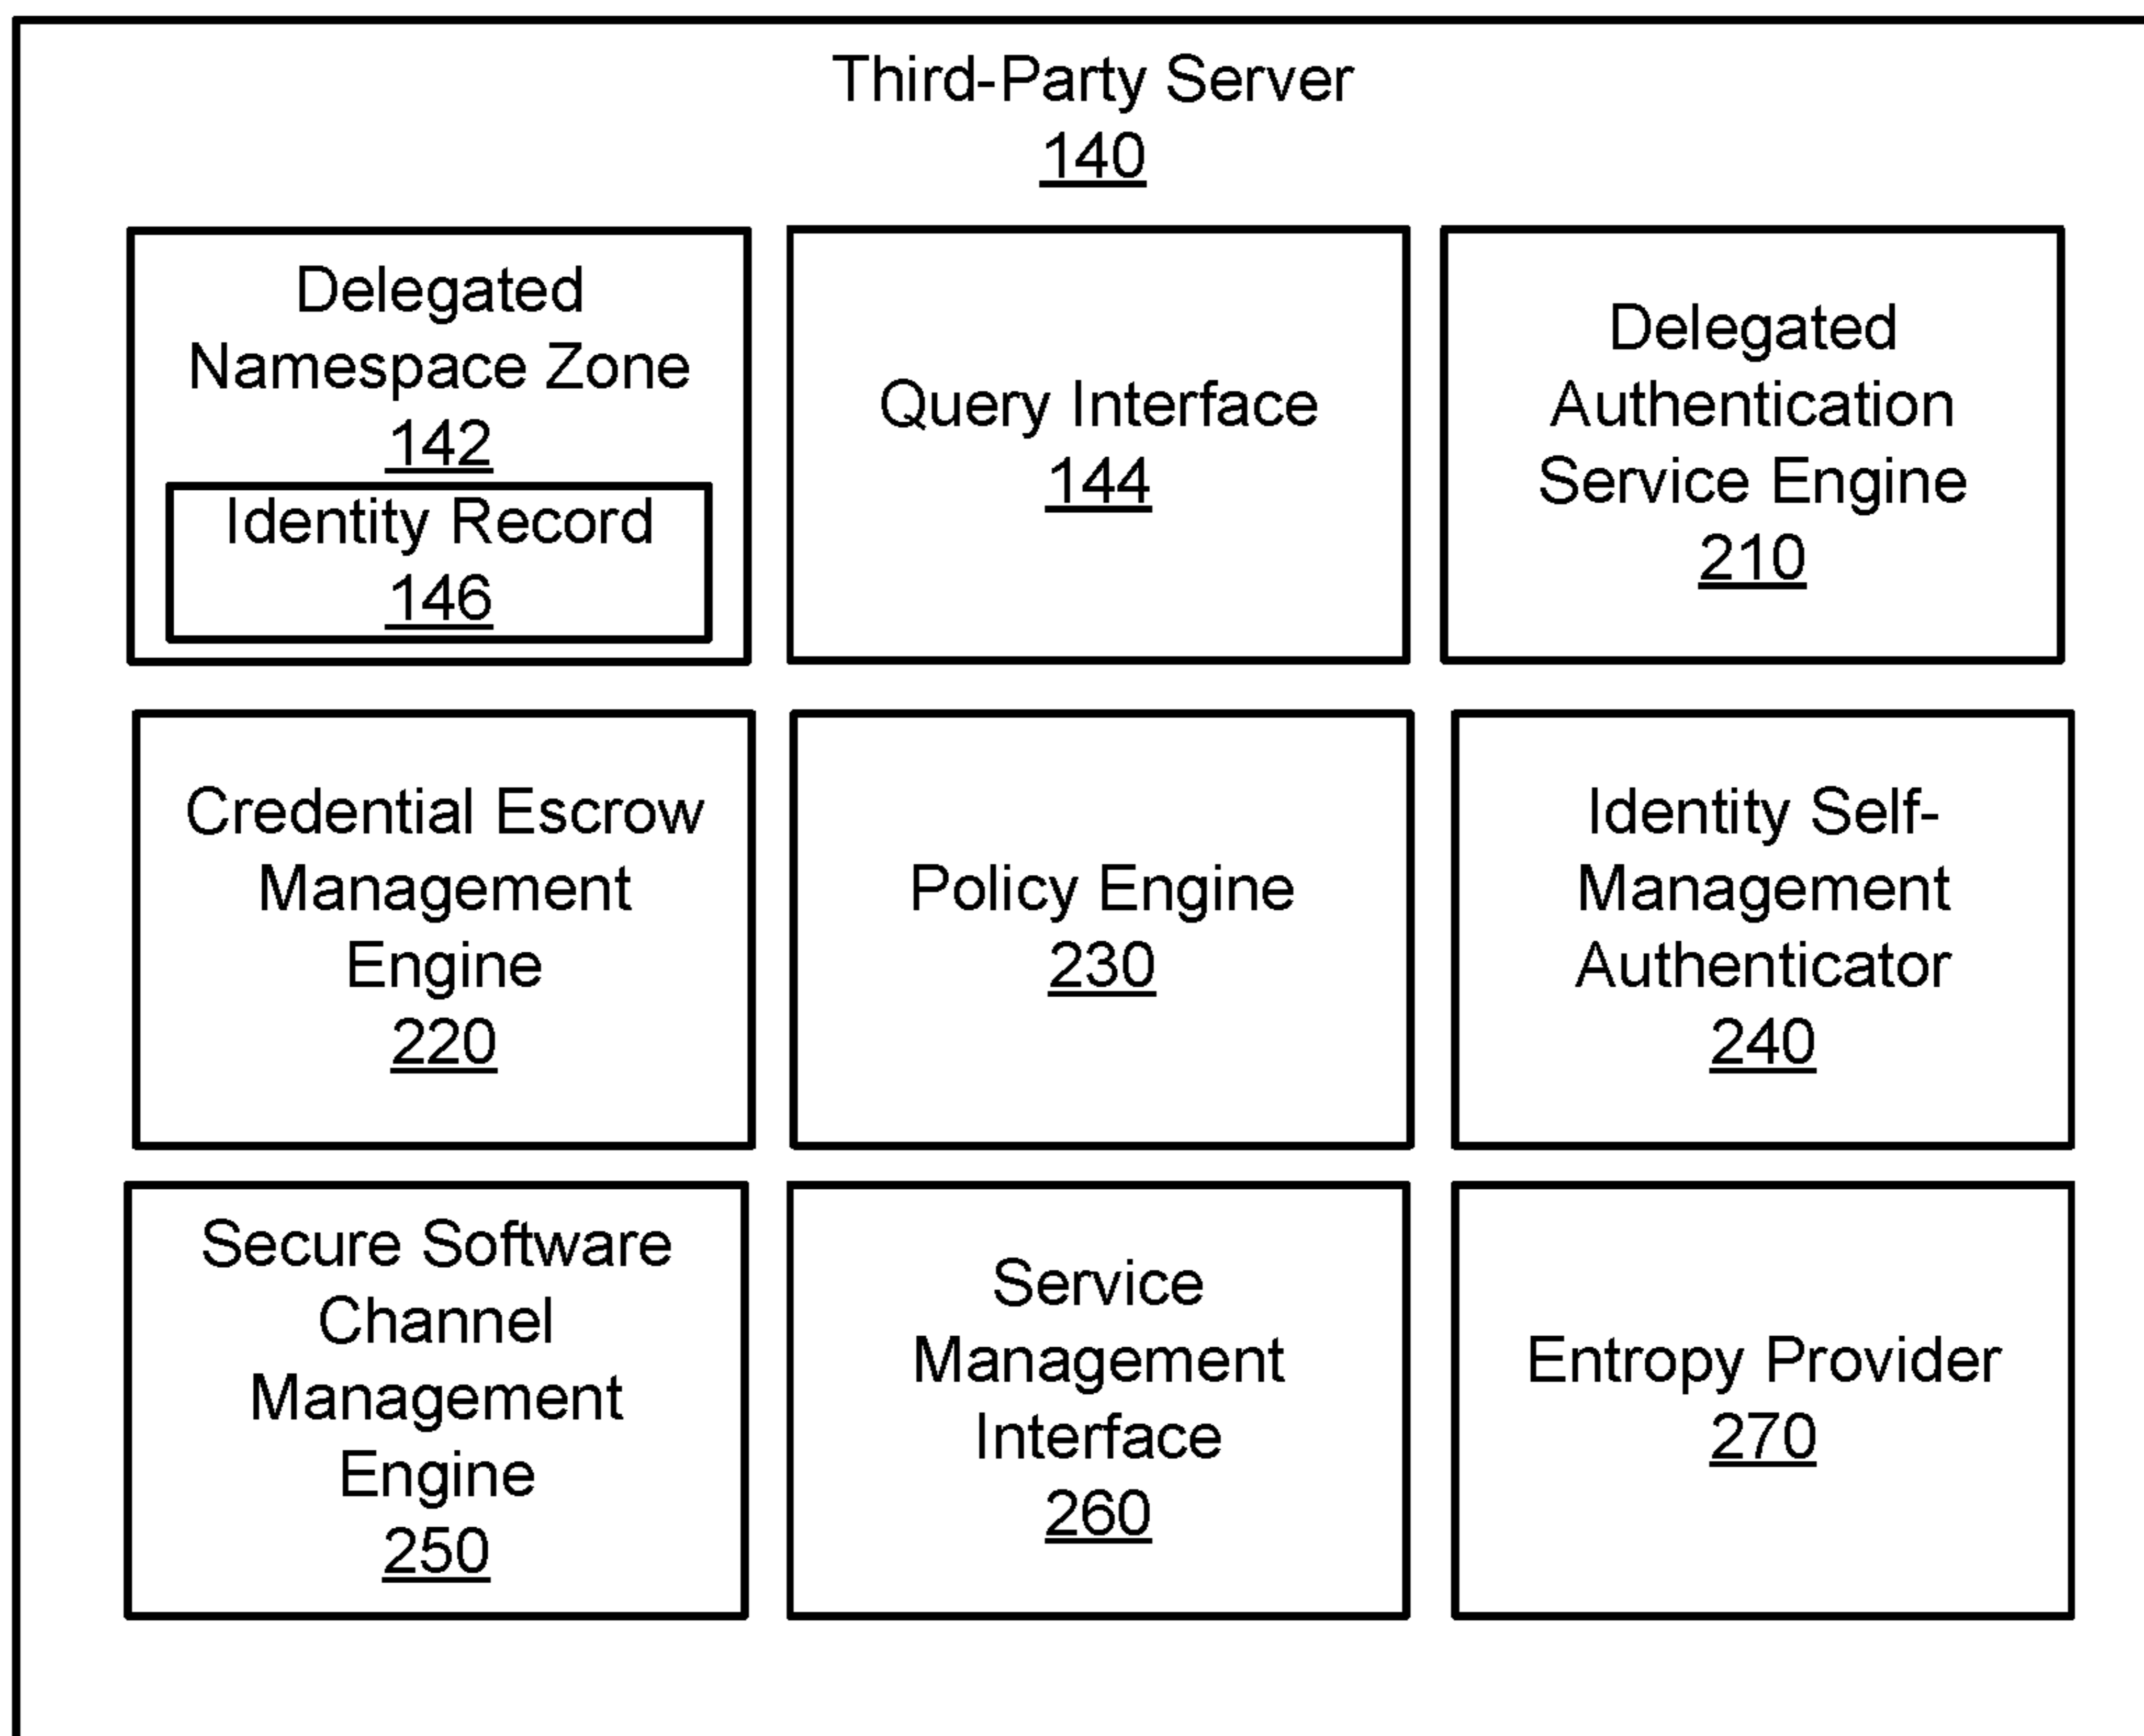 Third-Party Server
140
Delegated
Namespace Zone
142
Identity Record
146
Query Interface
144
Delegated
Authentication
Service Engine
210
Credential Escrow
Management
Engine
220
Policy Engine
230
Identity Self-
Management
Authenticator
240
Secure Software
Channel
Management
Engine
250
Service
Management
Interface
260
Entropy Provider
270